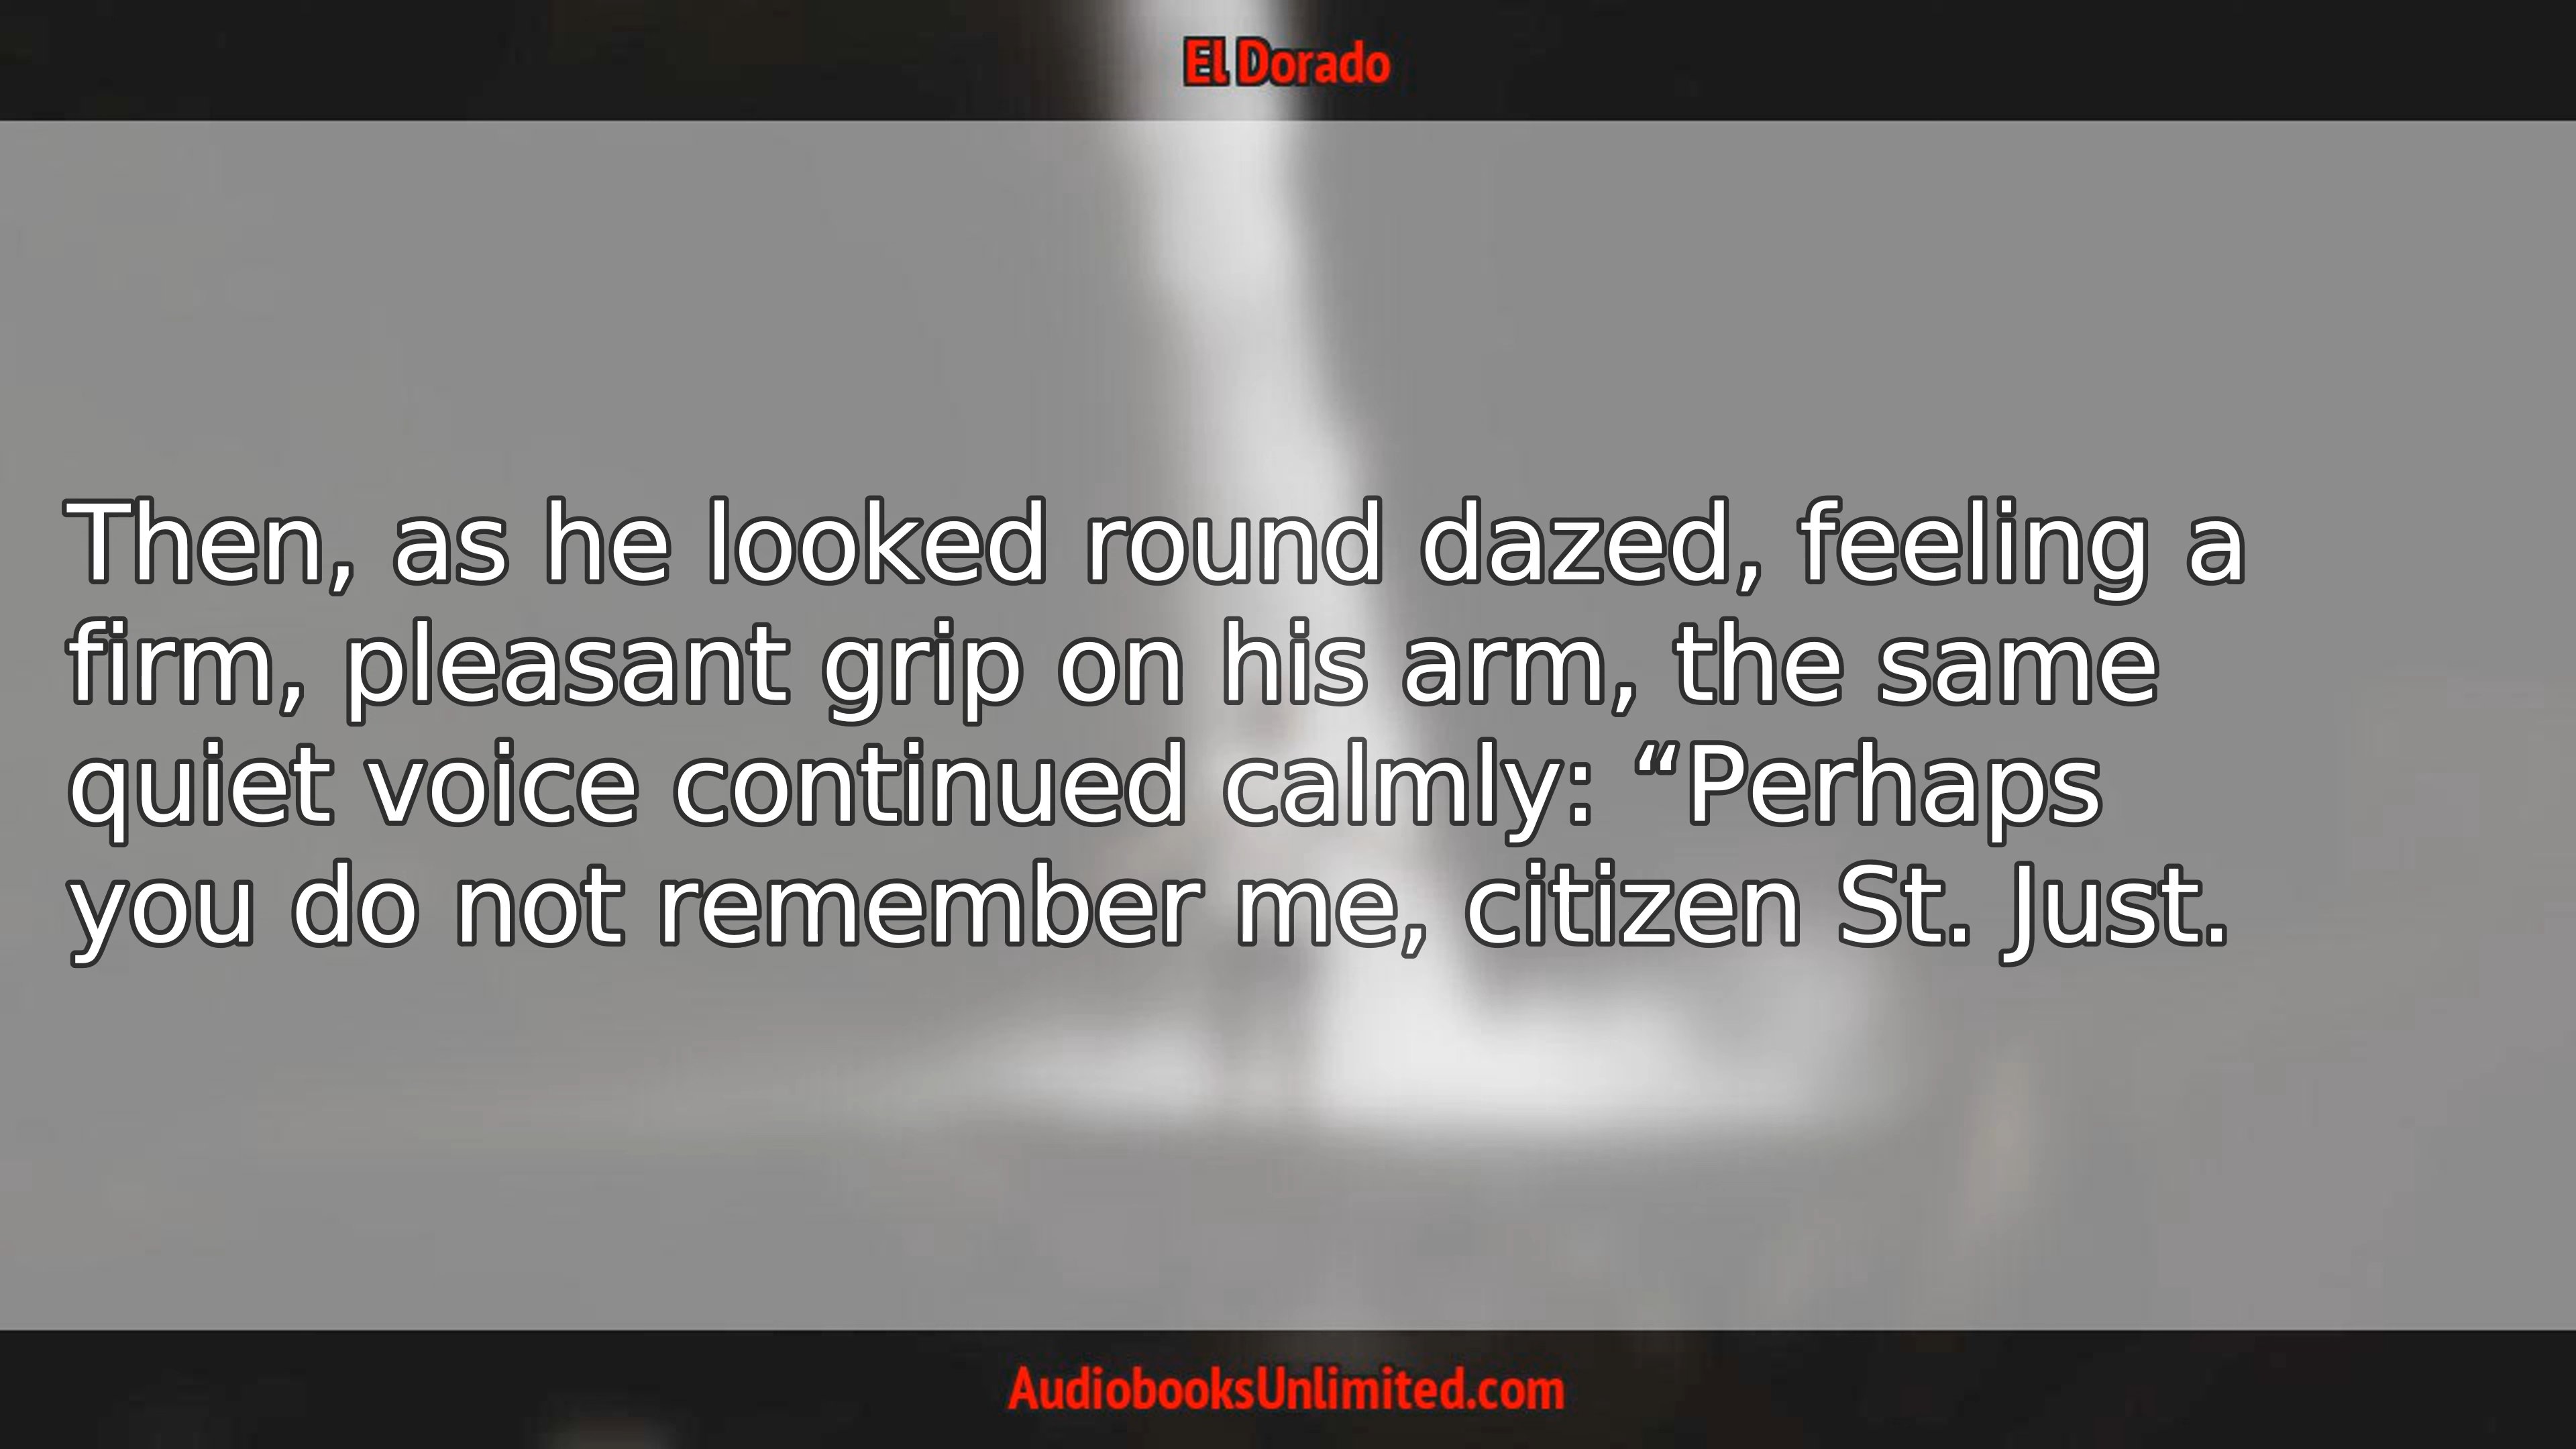 El Dorado
Then, as he looked round dazed, feeling a
firm, pleasant grip on his arm, the same
quiet voice continued calmly: “Perhaps
you do not remember me, citizen St. Just.
AudiobooksUnlimited.com